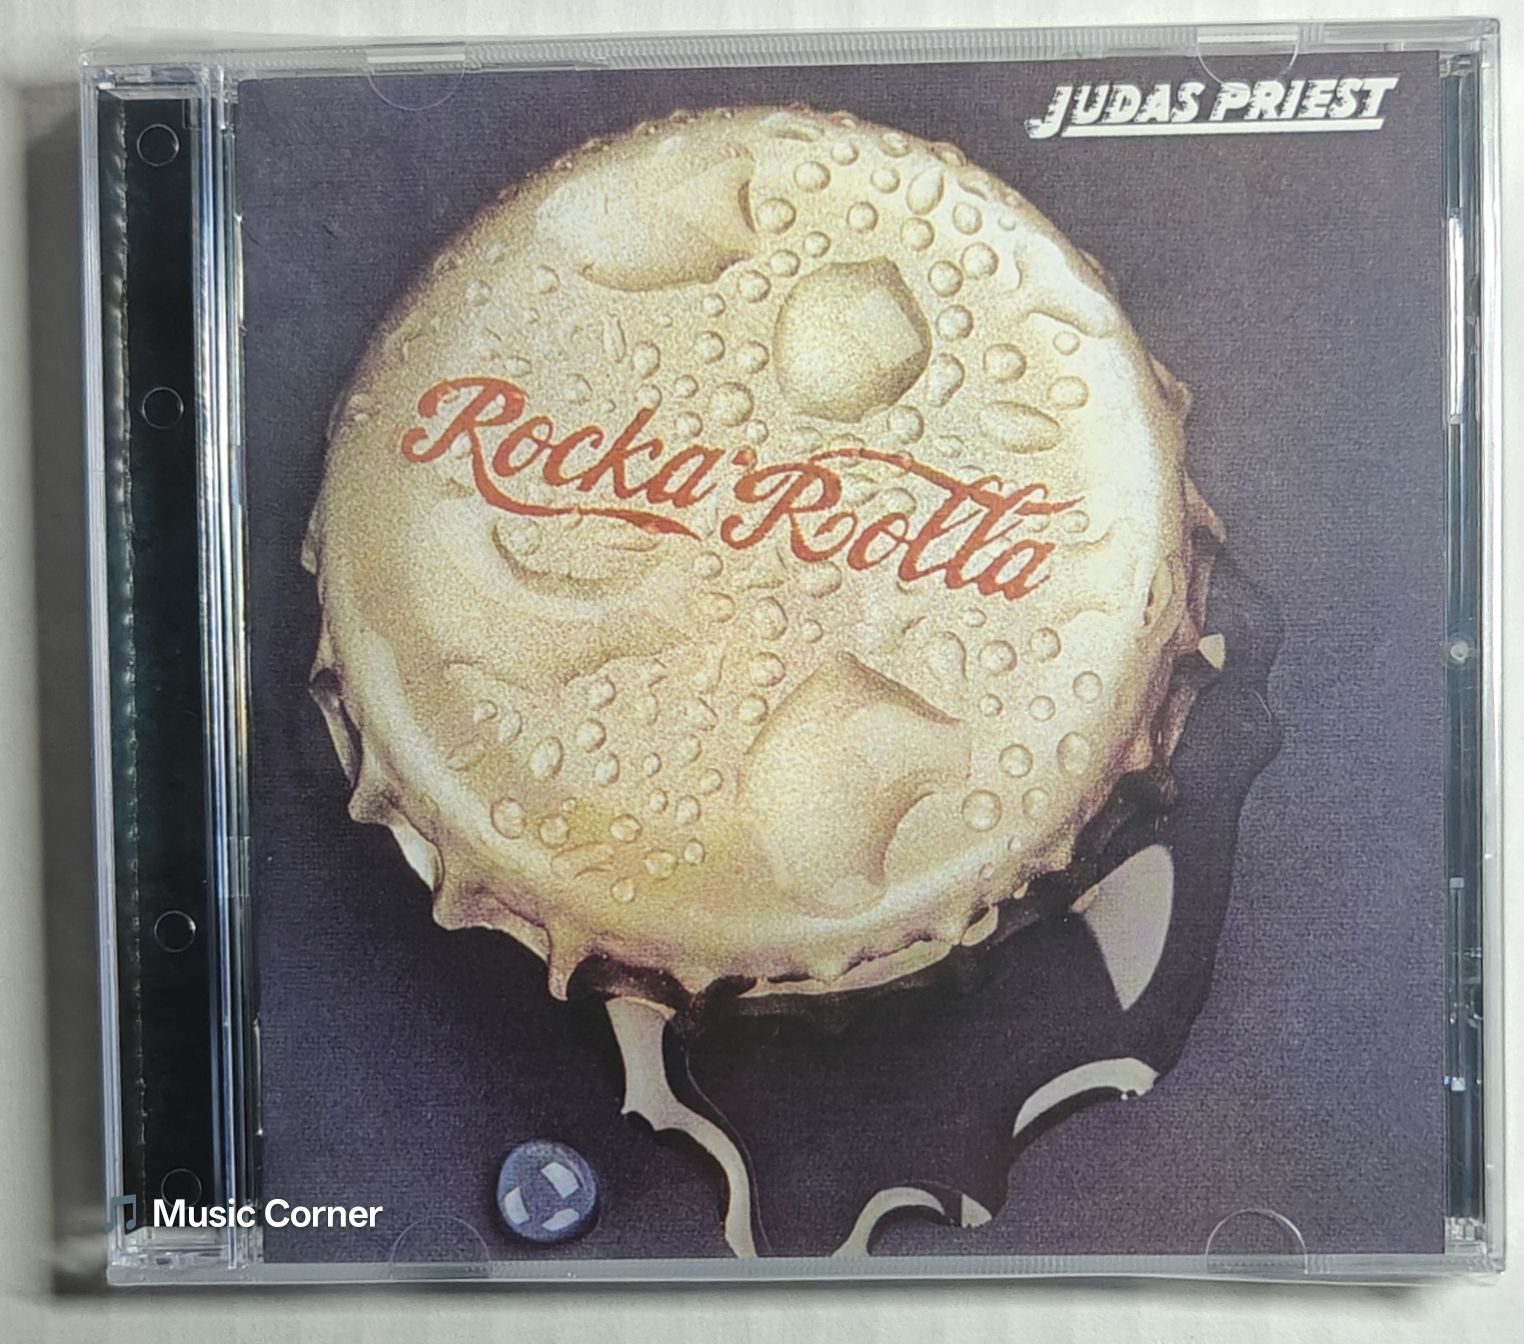 JUDAS PRIEST
Rocka Rolla
Music Corner